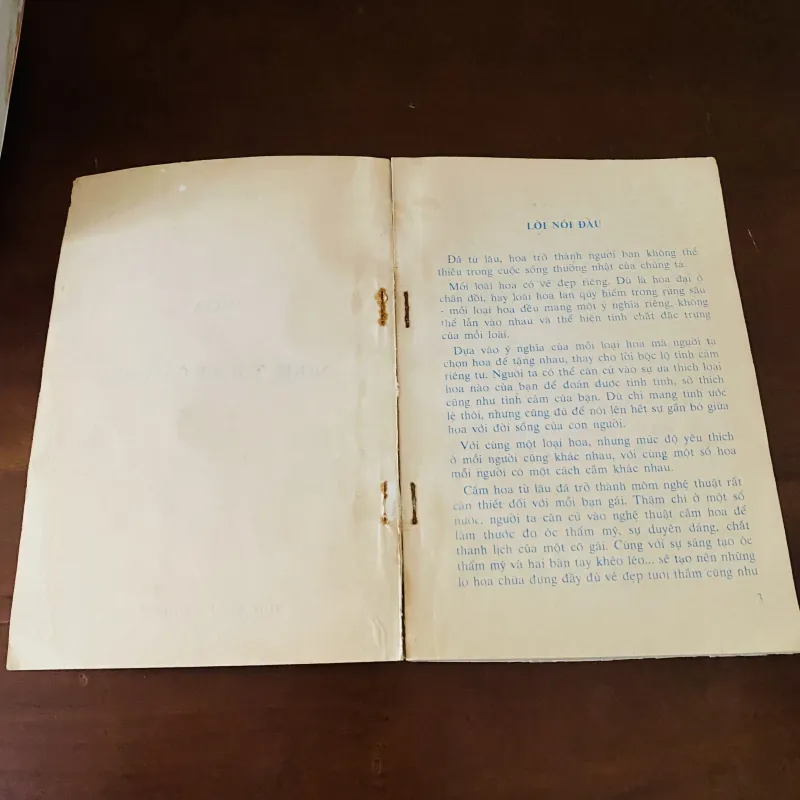 LỜI NÓI ĐẦU
Đã từ lâu, hoa trở thành người bạn không thể
thiếu trong cuộc sống thường nhật của chúng ta.
Mỗi loài hoa có vẻ đẹp riêng. Dù là hoa dại ở
chân đồi, hay loài hoa lan qúy hiếm trong rừng sâu
- mỗi loại hoa đều mang một ý nghĩa riêng, không
thể lẫn vào nhau và thể hiện tính chất đặc trưng
của mỗi loài.
Dựa vào ý nghĩa của mỗi loại hoa mà người ta
chọn hoa để tặng nhau, thay cho lời bộc lộ tình cảm
riêng tư. Người ta có thể căn cứ vào sự ưa thích loại
hoa nào của bạn để đoán được tính tình, sở thích
cũng như tình cảm của bạn. Dù chỉ mang tính ước
lệ thôi, nhưng cũng đủ để nói lên hết sự gắn bó giữa
hoa với đời sống của con người.
Với cùng một loại hoa, nhưng mức độ yêu thích
ở mỗi người cũng khác nhau, với cùng một số hoa
mỗi người có một cách cắm khác nhau.
Cắm hoa từ lâu đã trở thành môm nghệ thuật rất
cần thiết đối với mỗi bạn gái. Thậm chí ở một số
nước, người ta căn cứ vào nghệ thuật cắm hoa để
làm thước đo óc thẩm mỹ, sự duyên dáng, chất
thanh lịch của một cô gái. Cùng với sự sáng tạo óc
thẩm mỹ và hai bàn tay khéo léo... sẽ tạo nên những
lọ hoa chứa đựng đầy đủ vẻ đẹp tươi thắm cũng như
3